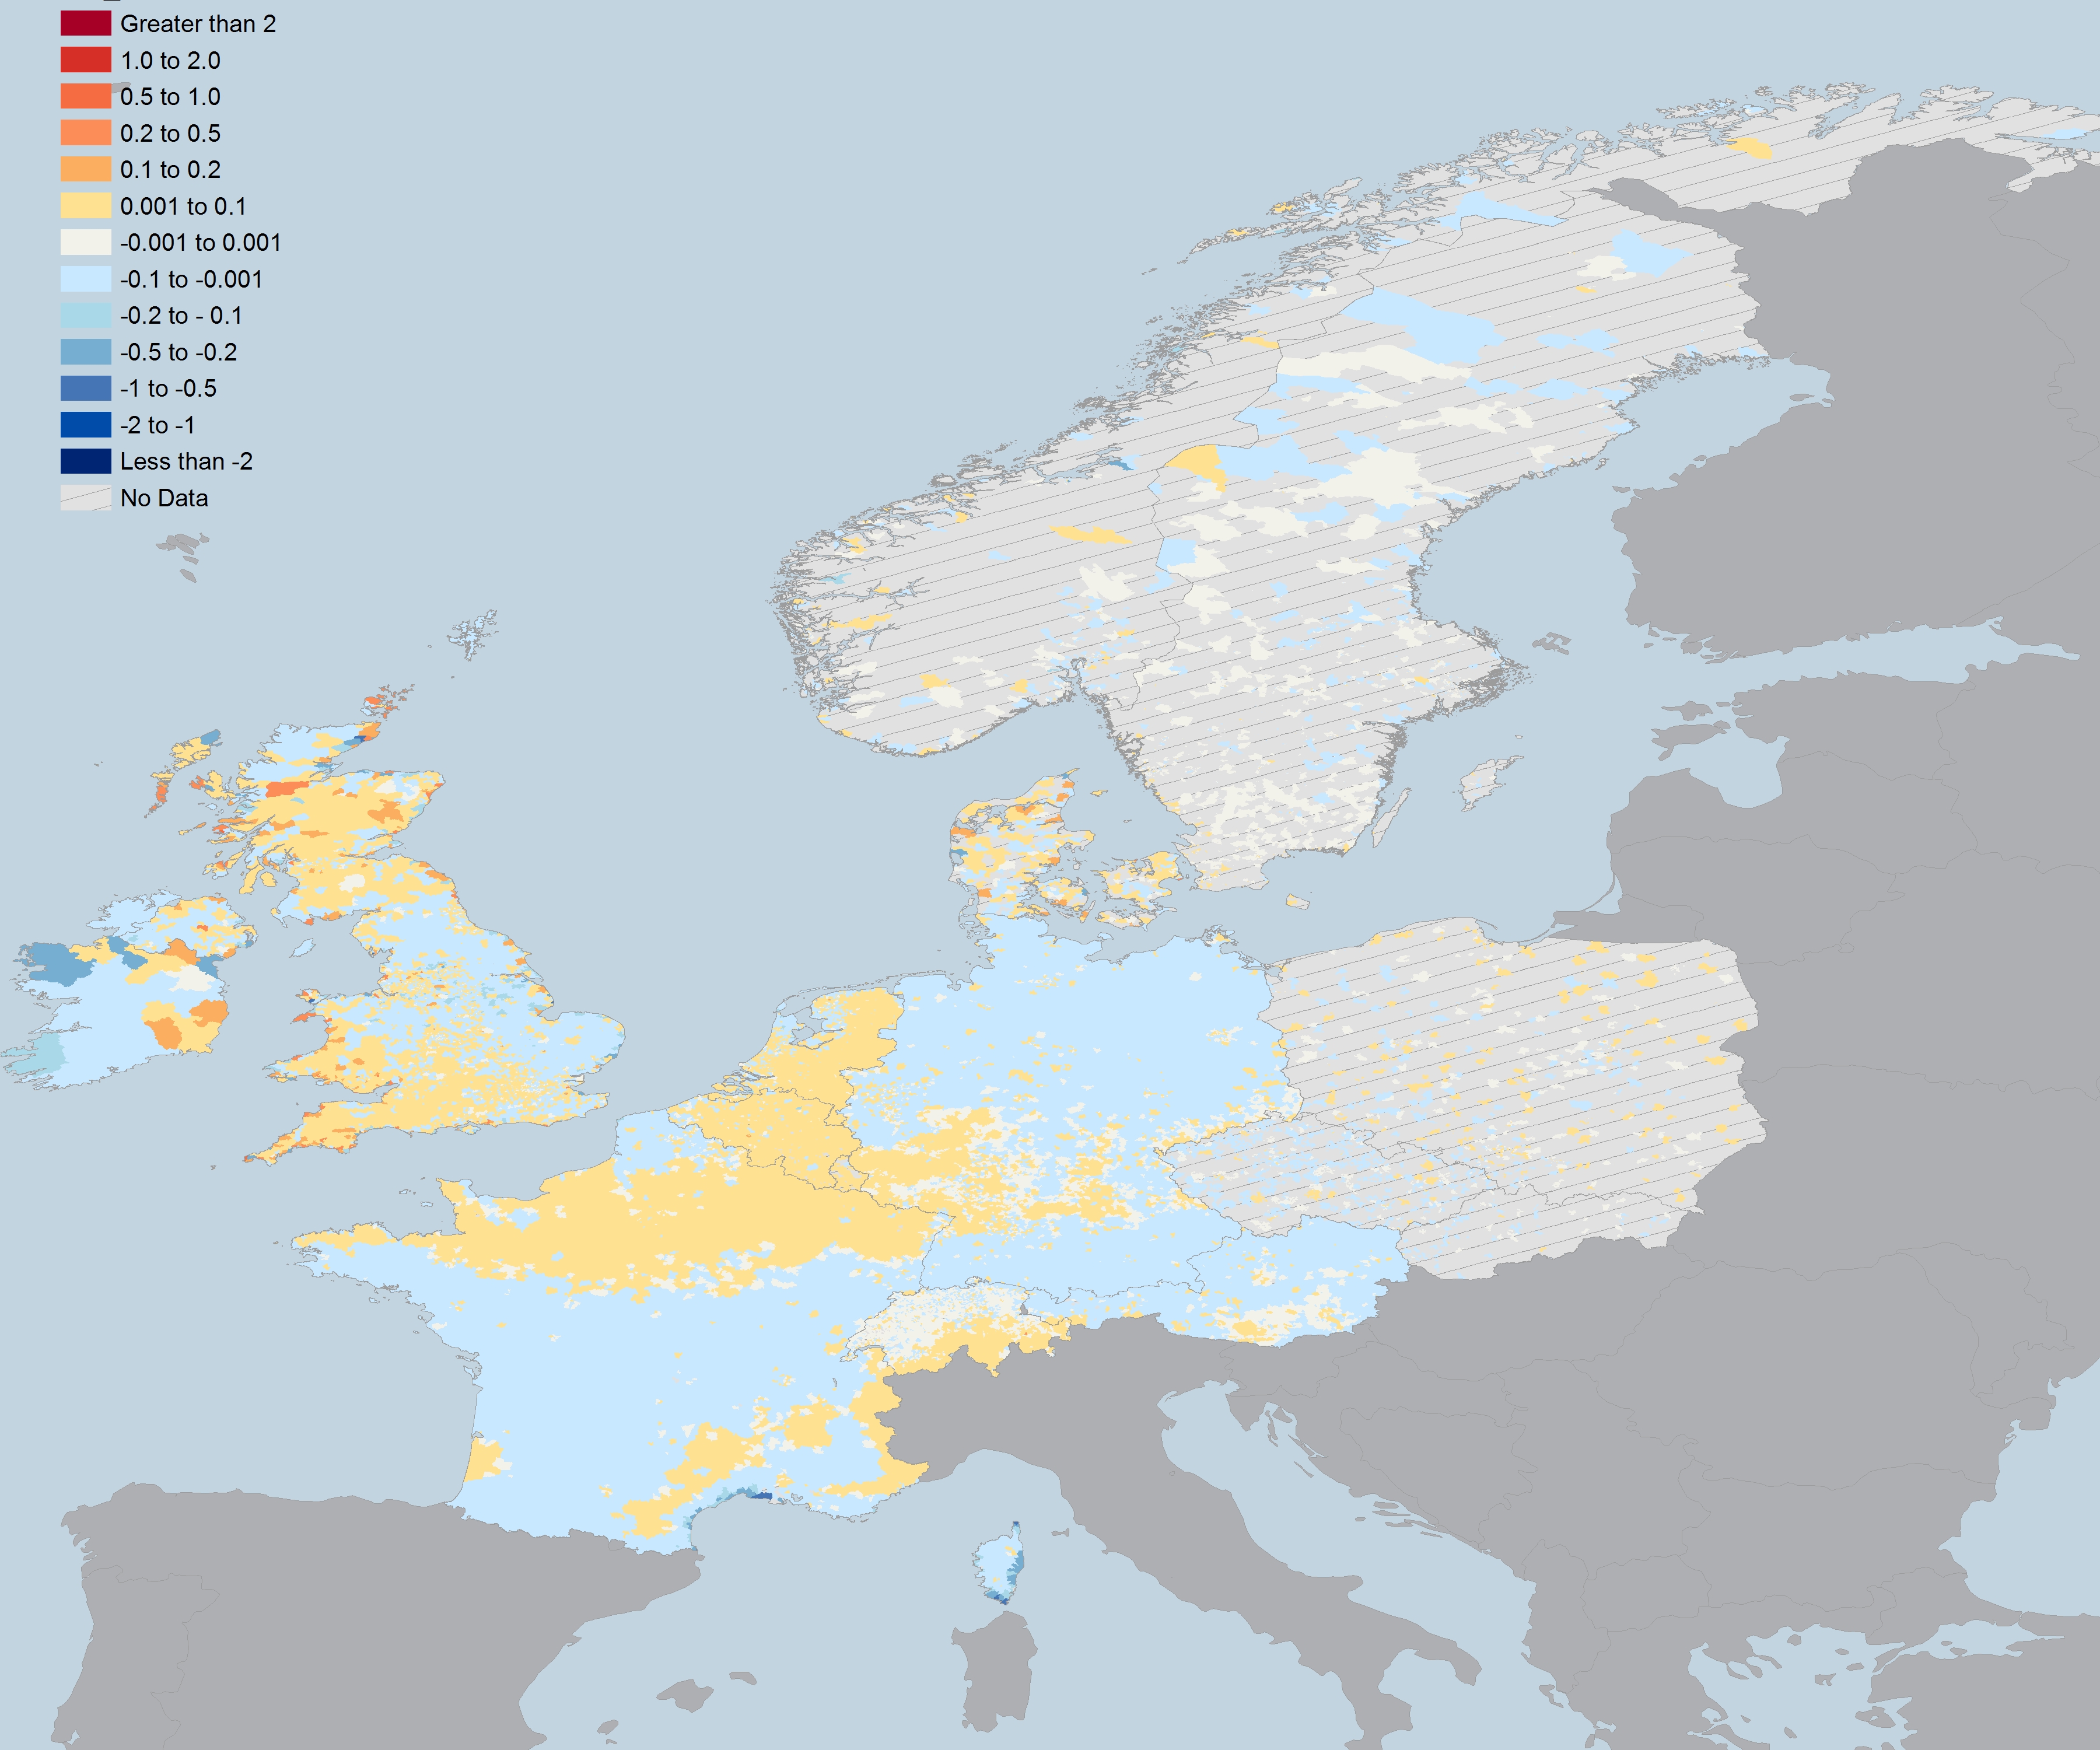 Greater than 2
1.0 to 2.0
0.5 to 1.0
0.2 to 0.5
0.1 to 0.2
0.001 to 0.1
-0.001 to 0.001
-0.1 to -0.001
-0.2 to - 0.1
-0.5 to -0.2
-1 to -0.5
-2 to -1
Less than -2
No Data